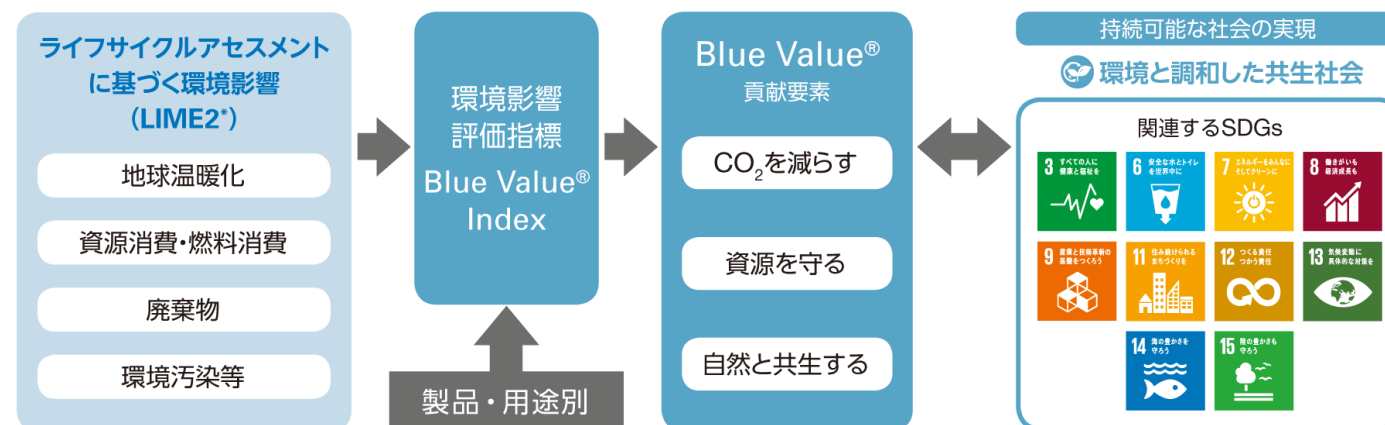 ライフサイクルアセスメント
に基づく環境影響
(LIME2*)
地球温暖化
資源消費・燃料消費
廃棄物
環境汚染等
環境影響
評価指標
Blue Value®
Index
製品・用途別
Blue Value®
貢献要素
CO₂を減らす
資源を守る
自然と共生する
持続可能な社会の実現
環境と調和した共生社会
関連するSDGs
3 すべての人に
健康と福祉を
6 安全な水とトイレ
を世界中に
7 エネルギーをみんなに
そしてクリーンに
8 働きがいも
経済成長も
9 産業と技術革新の
基盤をつくろう
11 住み続けられる
まちづくりを
12 つくる責任
つかう責任
13 気候変動に
具体的な対策を
14 海の豊かさを
守ろう
15 陸の豊かさも
守ろう